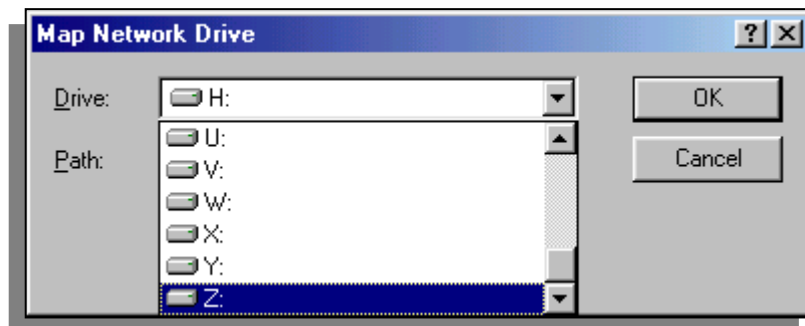 Map Network Drive
Drive: H: OK
U:
Path: V: Cancel
W:
X:
Y:
Z: